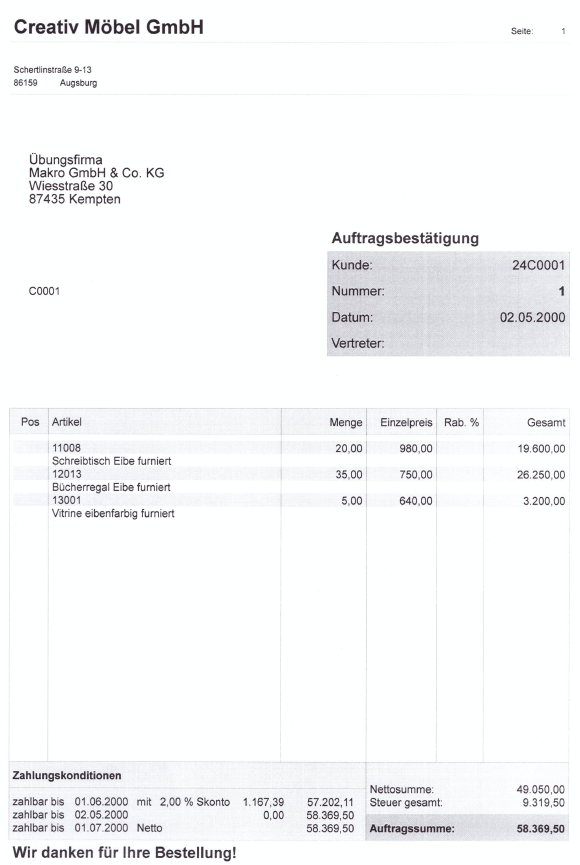 Creativ Möbel GmbH Seite: 1
Schertlinstraße 9-13
86159 Augsburg
Übungsfirma
Makro GmbH & Co. KG
Wiesstraße 30
87435 Kempten
Auftragsbestätigung
Kunde: 24C0001
C0001 Nummer: 1
Datum: 02.05.2000
Vertreter:
Pos Artikel Menge Einzelpreis Rab. % Gesamt
11008 20,00 980,00 19.600,00
Schreibtisch Eibe furniert
12013 35,00 750,00 26.250,00
Bücherregal Eibe furniert
13001 5,00 640,00 3.200,00
Vitrine eibenfarbig furniert
Zahlungskonditionen
Nettosumme: 49.050,00
zahlbar bis 01.06.2000 mit 2,00 % Skonto 1.167,39 57.202,11 Steuer gesamt: 9.319,50
zahlbar bis 02.05.2000 0,00 58.369,50
zahlbar bis 01.07.2000 Netto 58.369,50 Auftragssumme: 58.369,50
Wir danken für Ihre Bestellung!